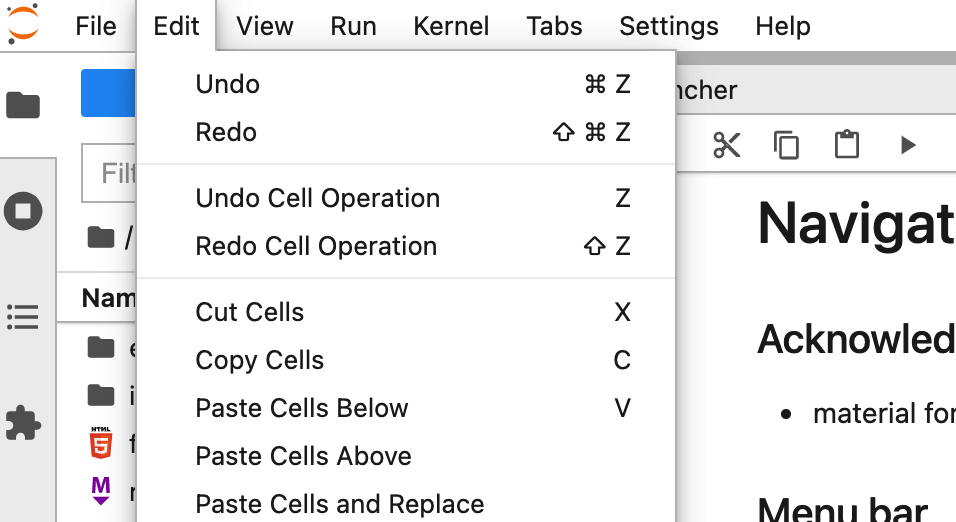 File Edit View Run Kernel Tabs Settings Help
Undo ⌘ Z
Redo ⇧ ⌘ Z
Undo Cell Operation Z
Redo Cell Operation ⇧ Z
Cut Cells X
Copy Cells C
Paste Cells Below V
Paste Cells Above
Paste Cells and Replace
ncher
Filt
/
Nam
HTML
5
M
Navigat
Acknowled
• material for
Menu bar